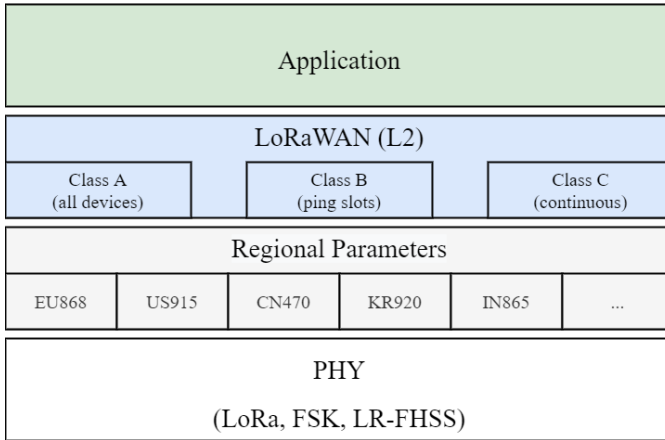 Application
LoRaWAN (L2)
Class A
(all devices)
Class B
(ping slots)
Class C
(continuous)
Regional Parameters
EU868
US915
CN470
KR920
IN865
...
PHY
(LoRa, FSK, LR-FHSS)